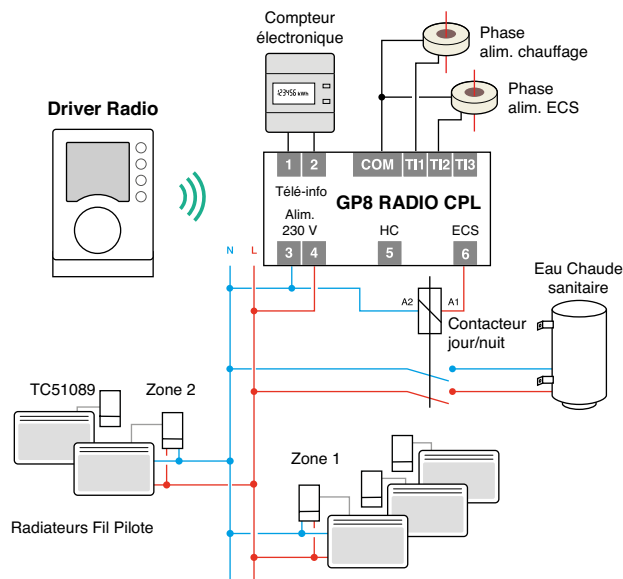 Compteur
électronique
Phase
alim. chauffage
Phase
alim. ECS
123456 kWh
Driver Radio
1 2 COM TI1 TI2 TI3
Télé-info
GP8 RADIO CPL
Alim.
230 V
HC
ECS
N L
3 4 5 6
A2 A1
Eau Chaude
sanitaire
Contacteur
jour/nuit
TC51089
Zone 2
Zone 1
Radiateurs Fil Pilote